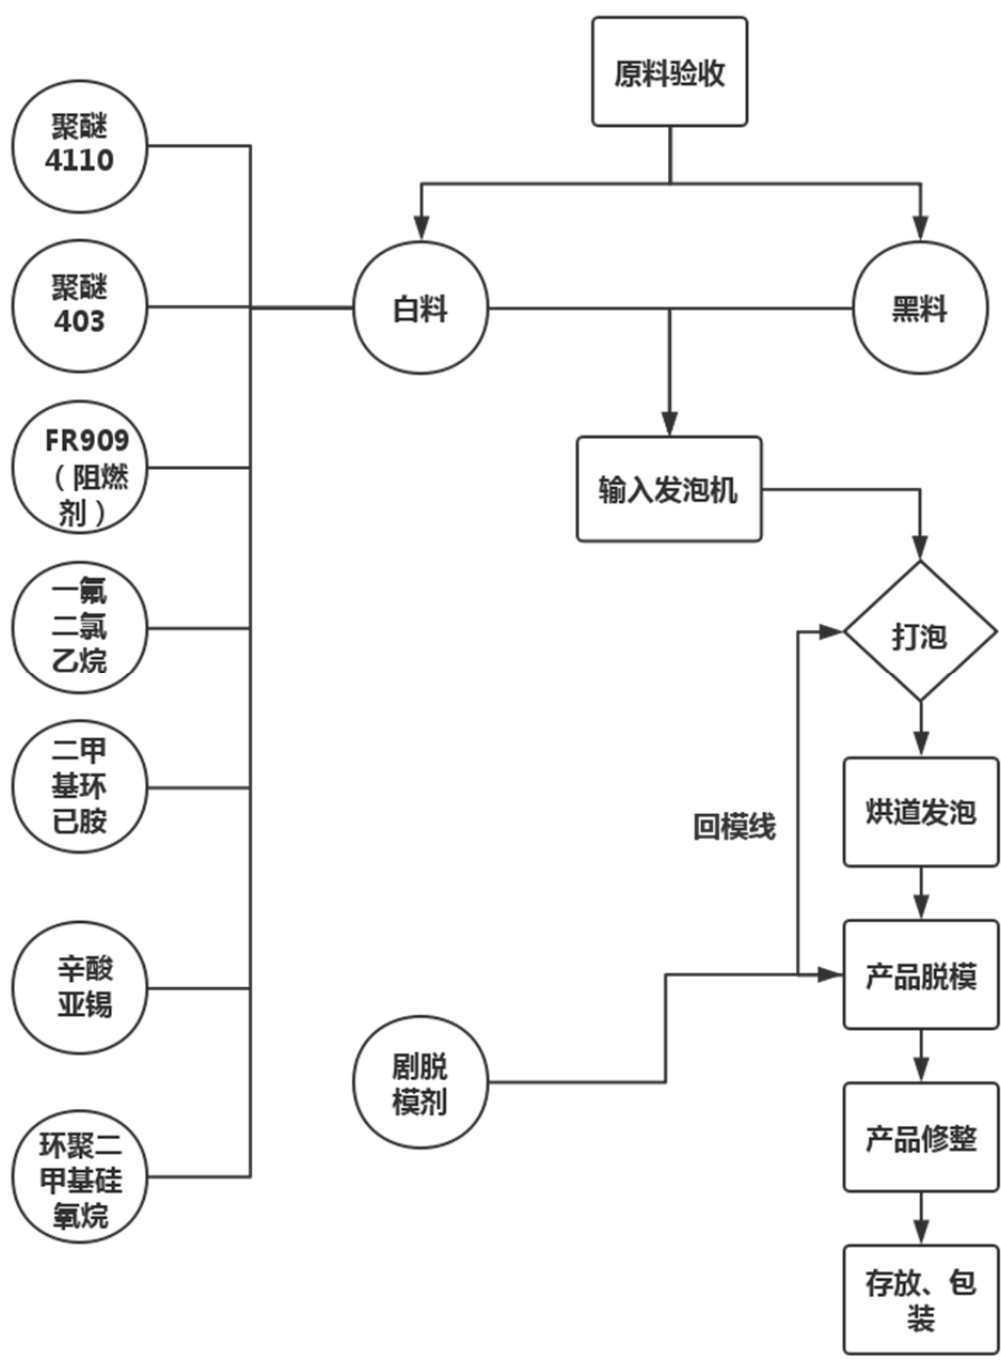 原料验收
聚醚
4110
聚醚
403
白料
黑料
FR909
（阻燃
剂）
输入发泡机
一氟
二氯
乙烷
打泡
二甲
基环
已胺
回模线
烘道发泡
辛酸
亚锡
产品脱模
剧脱
模剂
环聚二
甲基硅
氧烷
产品修整
存放、包
装